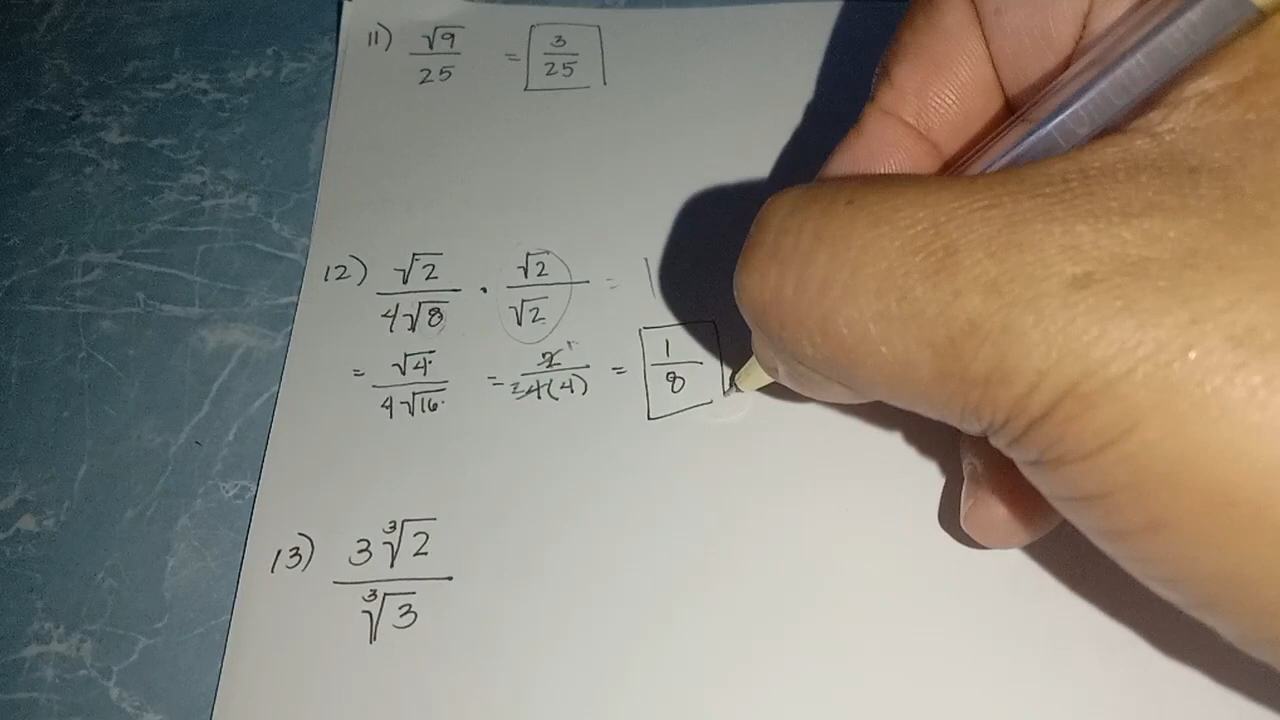 11) √9/25 = 3/25
12) √2/4√8 · √2/√2 = 1
= √4/4√16 = 2/4(4) = 1/8
13) 3∛2/∛3